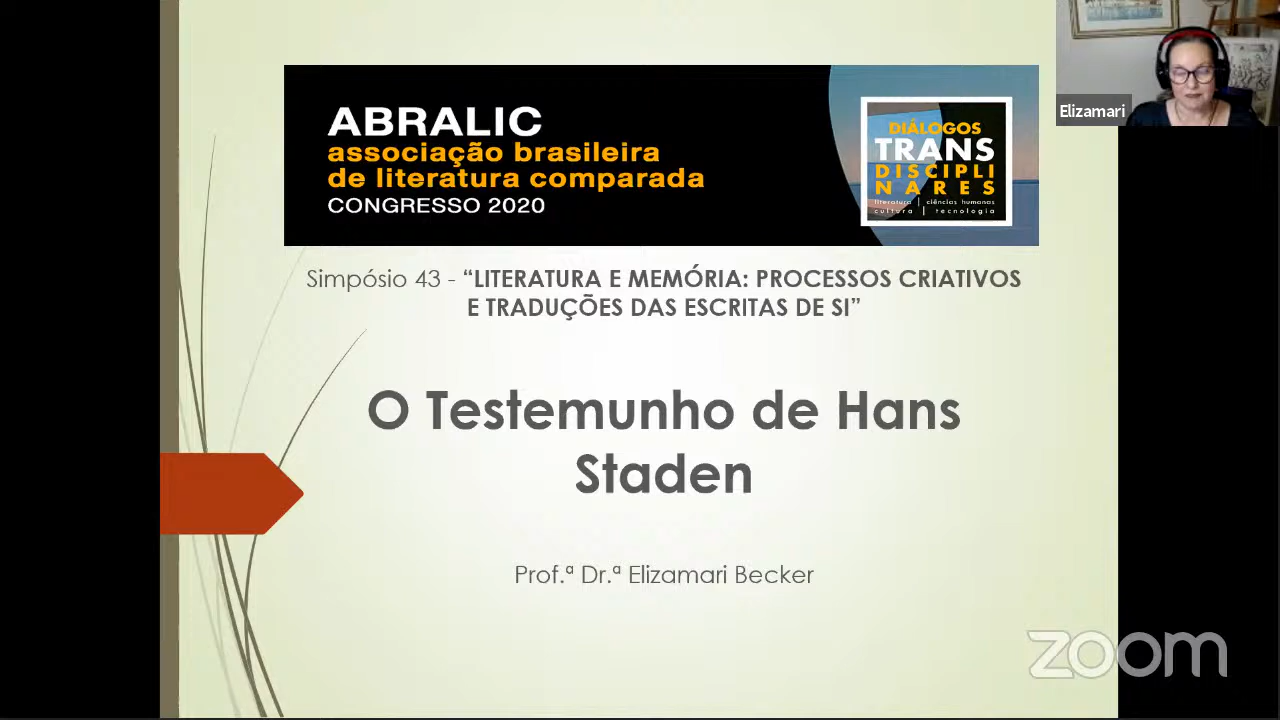 ABRALIC
associação brasileira
de literatura comparada
CONGRESSO 2020
DIÁLOGOS
TRANS
DISCIPLI
NARES
literatura | ciências humanas
cultura | tecnologia
Elizamari
Simpósio 43 - “LITERATURA E MEMÓRIA: PROCESSOS CRIATIVOS
E TRADUÇÕES DAS ESCRITAS DE SI”
O Testemunho de Hans
Staden
Prof.ª Dr.ª Elizamari Becker
zoom